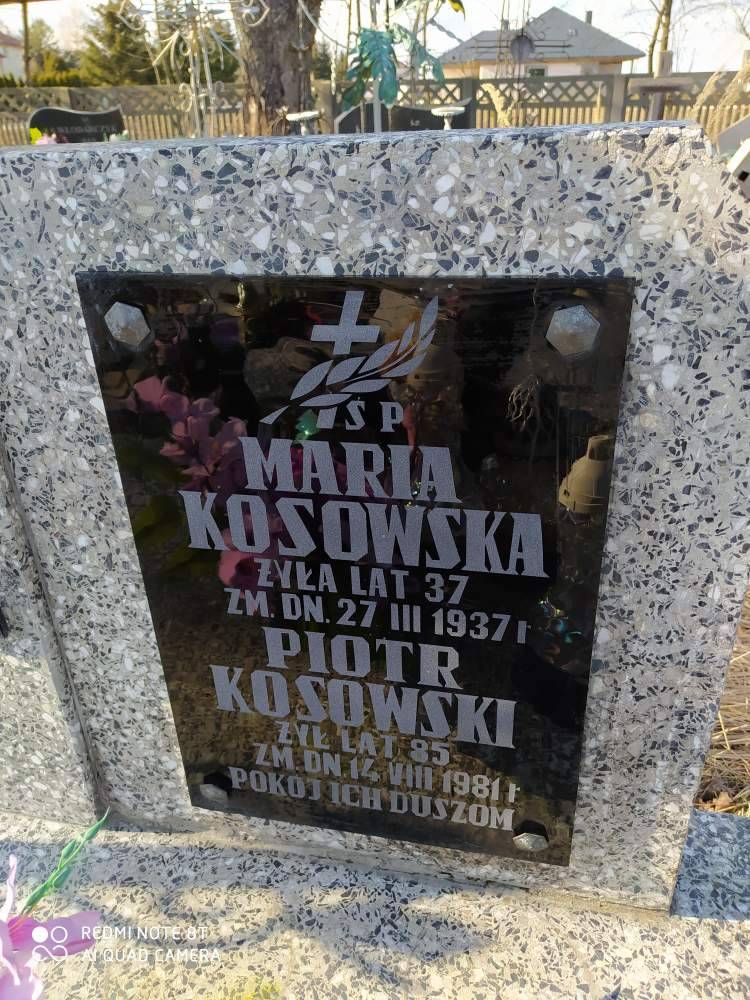 Ś P
MARIA
KOSOWSKA
ŻYŁA LAT 37
ZM. DN. 27 III 1937 r
PIOTR
KOSOWSKI
ŻYŁ LAT 85
ZM DN 14 VIII 1981 r
POKÓJ ICH DUSZOM
REDMI NOTE 8T
AI QUAD CAMERA